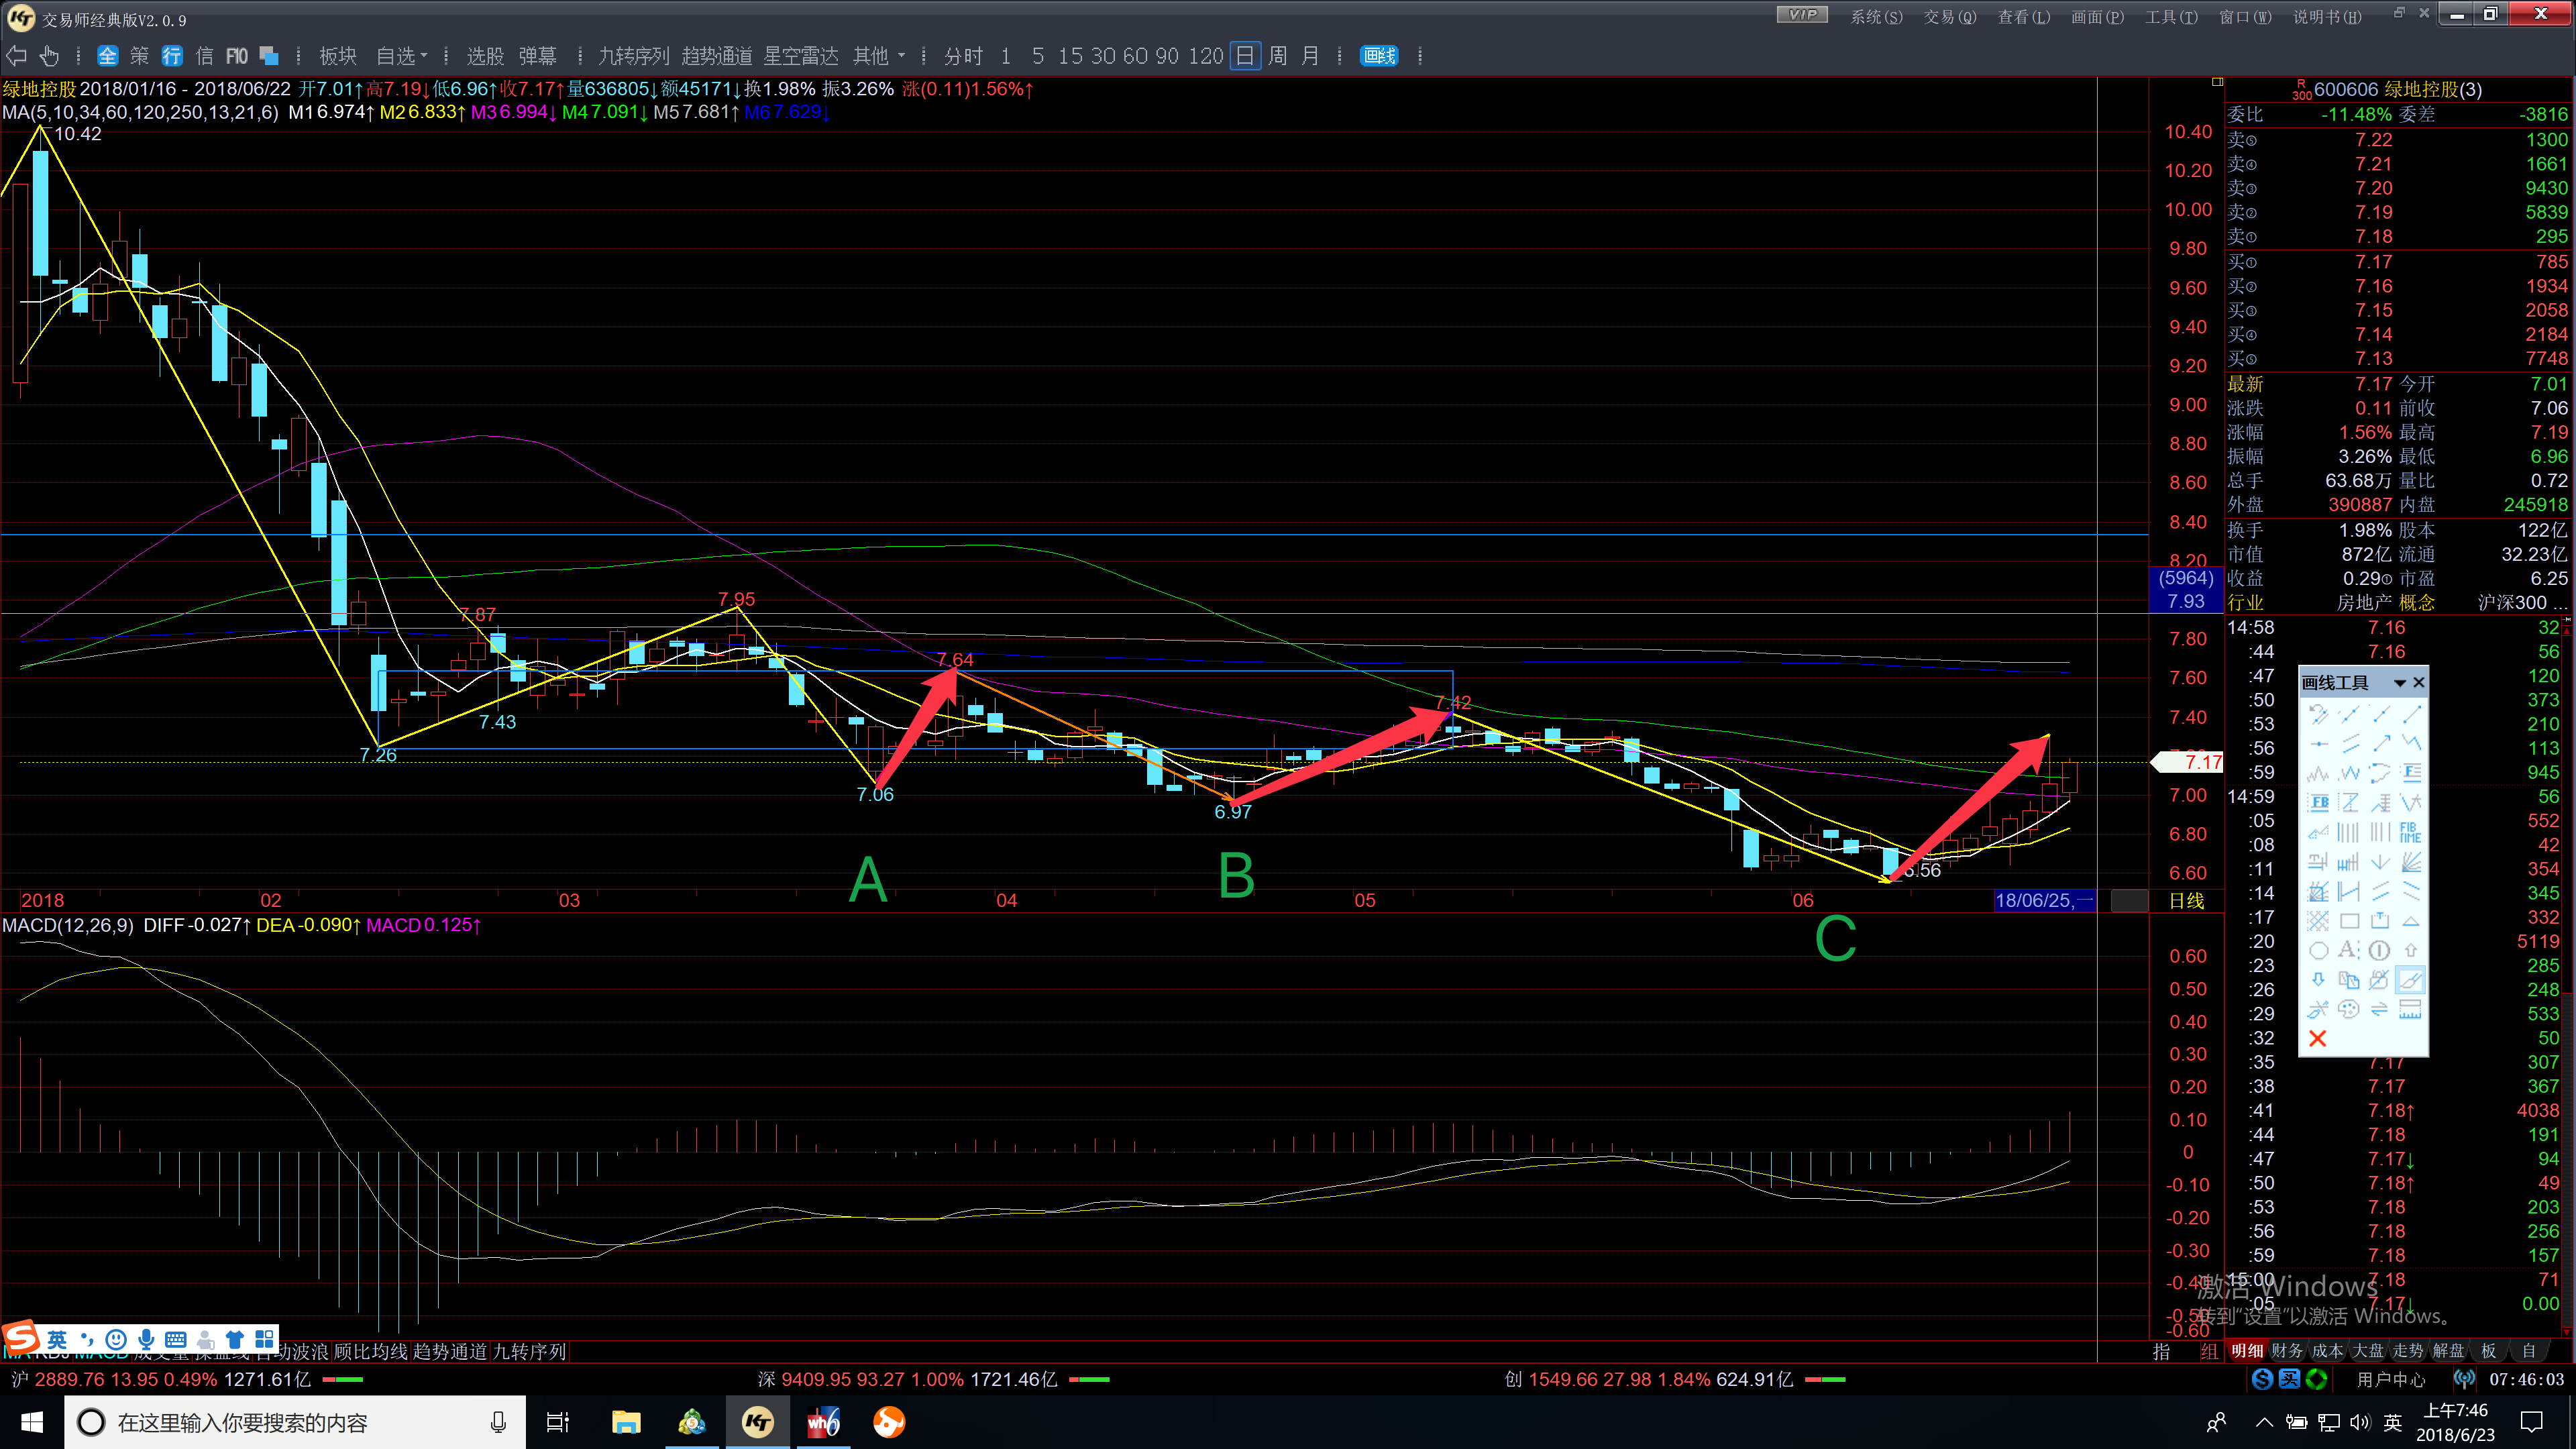 交易师经典版V2.0.9
VIP 系统(S) 交易(Q) 查看(L) 画面(P) 工具(T) 窗口(W) 说明书(H)
全 策 行 信 F10 板块 自选 选股 弹幕 九转序列 趋势通道 星空雷达 其他 分时 1 5 15 30 60 90 120 日 周 月 画线
绿地控股 2018/01/16 - 2018/06/22 开7.01↑高7.19↓低6.96↑收7.17↑量636805↓额45171↓换1.98% 振3.26% 涨(0.11)1.56%↑
MA(5,10,34,60,120,250,13,21,6) M1 6.974↑ M2 6.833↑ M3 6.994↓ M4 7.091↓ M5 7.681↑ M6 7.629↓
10.42
7.26
7.87
7.43
7.95
7.06
7.64
6.97
7.42
A
B
C
10.40
10.20
10.00
9.80
9.60
9.40
9.20
9.00
8.80
8.60
8.40
8.20
(5964)
7.93
7.80
7.60
7.40
7.17
7.00
6.80
6.60
2018 02 03 04 05 06 18/06/25,一 日线
MACD(12,26,9) DIFF-0.027↑ DEA-0.090↑ MACD0.125↑
0.60
0.50
0.40
0.30
0.20
0.10
0
-0.10
-0.20
-0.30
-0.60
R 300 600606 绿地控股(3)
委比 -11.48% 委差 -3816
卖⑤ 7.22 1300
卖④ 7.21 1661
卖③ 7.20 9430
卖② 7.19 5839
卖① 7.18 295
买① 7.17 785
买② 7.16 1934
买③ 7.15 2058
买④ 7.14 2184
买⑤ 7.13 7748
最新 7.17 今开 7.01
涨跌 0.11 前收 7.06
涨幅 1.56% 最高 7.19
振幅 3.26% 最低 6.96
总手 63.68万 量比 0.72
外盘 390887 内盘 245918
换手 1.98% 股本 122亿
市值 872亿 流通 32.23亿
收益 0.29① 市盈 6.25
行业 房地产 概念 沪深300 ...
14:58 7.16 32
:44 7.16 56
:47 120
:50 373
:53 210
:56 113
:59 945
14:59 56
:05 552
:08 42
:11 354
:14 345
:17 332
:20 5119
:23 285
:26 248
:29 533
:32 50
:35 7.17 307
:38 7.17 367
:41 7.18↑ 4038
:44 7.18 191
:47 7.17↓ 94
:50 7.18↑ 49
:53 7.18 203
:56 7.18 256
:59 7.18 157
15:00 7.18 71
:05 7.17↓ 0.00
画线工具
FB
FIB TIME
激活 Windows
转到"设置"以激活 Windows。
英
自动波浪 顾比均线 趋势通道 九转序列
指 组 明细 财务 成本 大盘 走势 解盘 板 自
沪 2889.76 13.95 0.49% 1271.61亿
深 9409.95 93.27 1.00% 1721.46亿
创 1549.66 27.98 1.84% 624.91亿
用户中心 07:46:03
在这里输入你要搜索的内容
英
上午7:46
2018/6/23